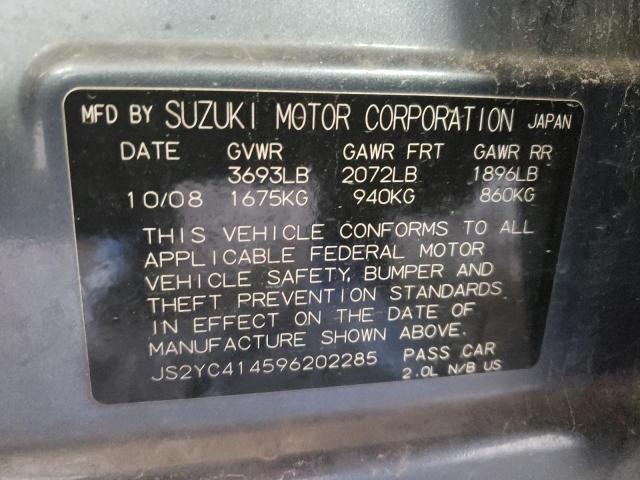 MFD BY SUZUKI MOTOR CORPORATION JAPAN
DATE GVWR GAWR FRT GAWR RR
3693LB 2072LB 1896LB
10/08 1675KG 940KG 860KG
THIS VEHICLE CONFORMS TO ALL
APPLICABLE FEDERAL MOTOR
VEHICLE SAFETY, BUMPER AND
THEFT PREVENTION STANDARDS
IN EFFECT ON THE DATE OF
MANUFACTURE SHOWN ABOVE.
JS2YC414596202285 PASS CAR
2.0L N/B US